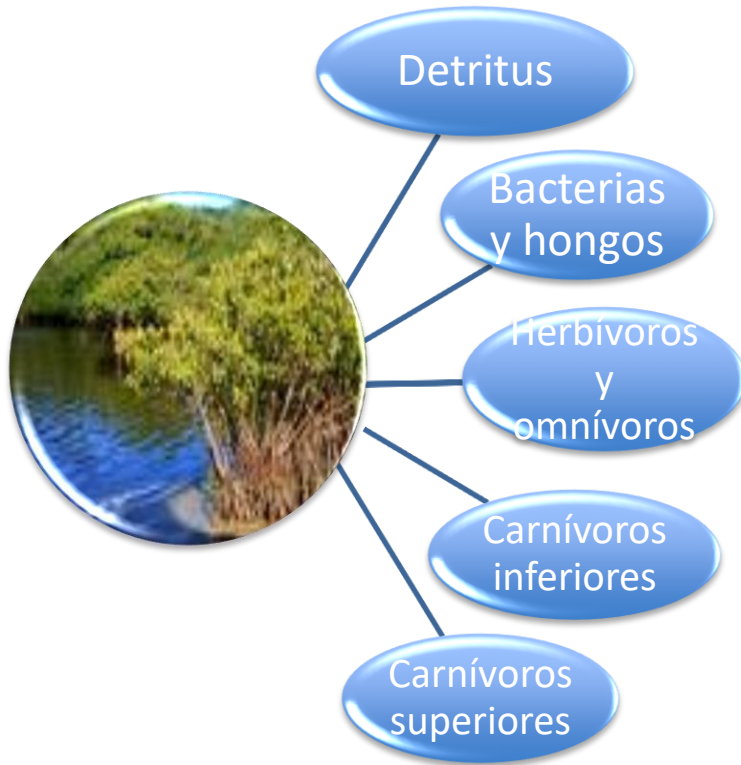 Detritus
Bacterias
y hongos
Herbívoros
y
omnívoros
Carnívoros
inferiores
Carnívoros
superiores